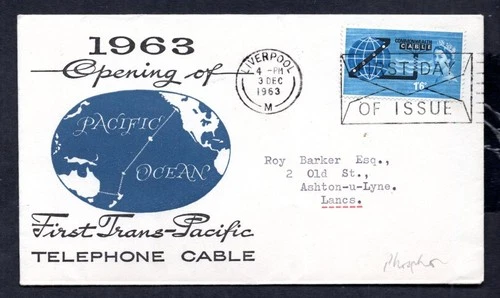 1963
Opening of
PACIFIC
OCEAN
First Trans-Pacific
TELEPHONE CABLE
LIVERPOOL
4 - PM
3 DEC
1963
M
COMMONWEALTH
CABLE
1'6
FIRST DAY
OF ISSUE
Roy Barker Esq.,
2 Old St.,
Ashton-u-Lyne.
Lancs.
Phosphor